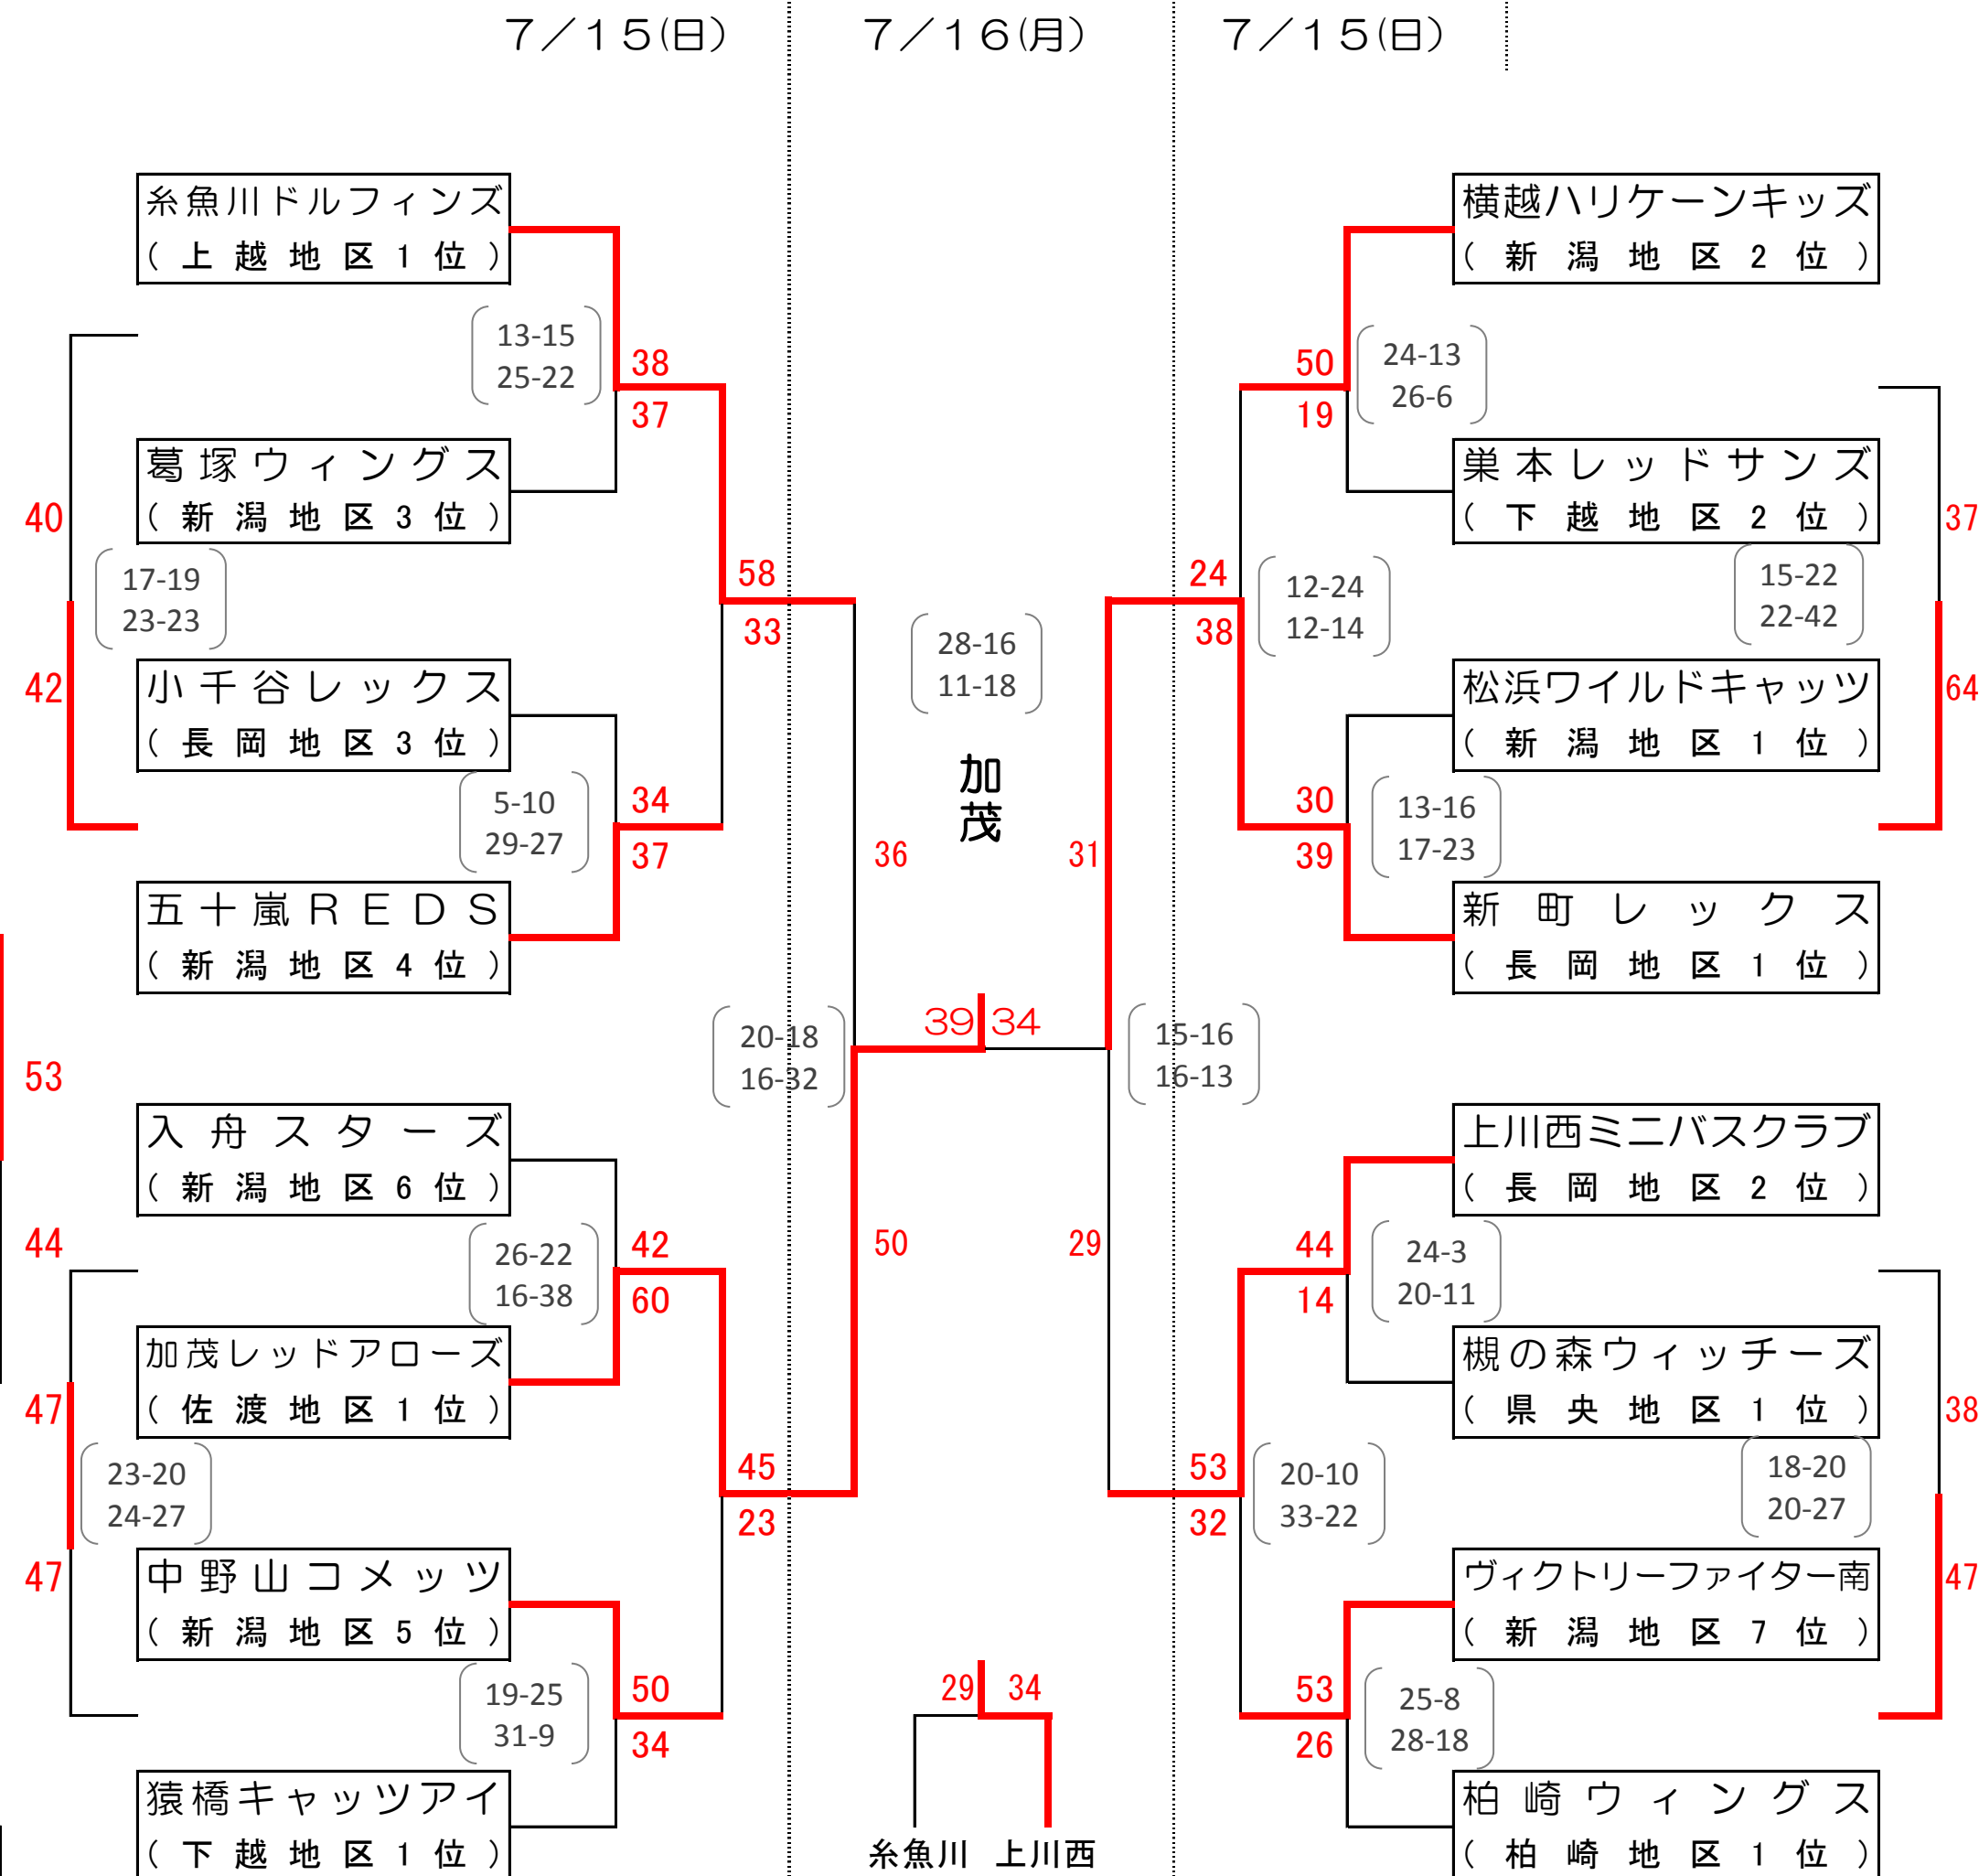 7／15(日)
7／16(月)
7／15(日)
糸魚川ドルフィンズ
(上越地区1位)
13-15
25-22
38
37
葛塚ウィングス
(新潟地区3位)
40
17-19
23-23
42
58
33
小千谷レックス
(長岡地区3位)
5-10
29-27
34
37
五十嵐ＲＥＤＳ
(新潟地区4位)
53
入舟スターズ
(新潟地区6位)
44
26-22
16-38
42
60
加茂レッドアローズ
(佐渡地区1位)
47
23-20
24-27
47
45
23
中野山コメッツ
(新潟地区5位)
19-25
31-9
50
34
猿橋キャッツアイ
(下越地区1位)
28-16
11-18
加茂
36
31
20-18
16-32
39
34
15-16
16-13
50
29
29
34
糸魚川
上川西
横越ハリケーンキッズ
(新潟地区2位)
50
19
24-13
26-6
巣本レッドサンズ
(下越地区2位)
37
15-22
22-42
64
24
38
12-24
12-14
松浜ワイルドキャッツ
(新潟地区1位)
30
39
13-16
17-23
新町レックス
(長岡地区1位)
上川西ミニバスクラブ
(長岡地区2位)
44
14
24-3
20-11
槻の森ウィッチーズ
(県央地区1位)
38
18-20
20-27
47
53
32
20-10
33-22
ヴィクトリーファイター南
(新潟地区7位)
53
26
25-8
28-18
柏崎ウィングス
(柏崎地区1位)